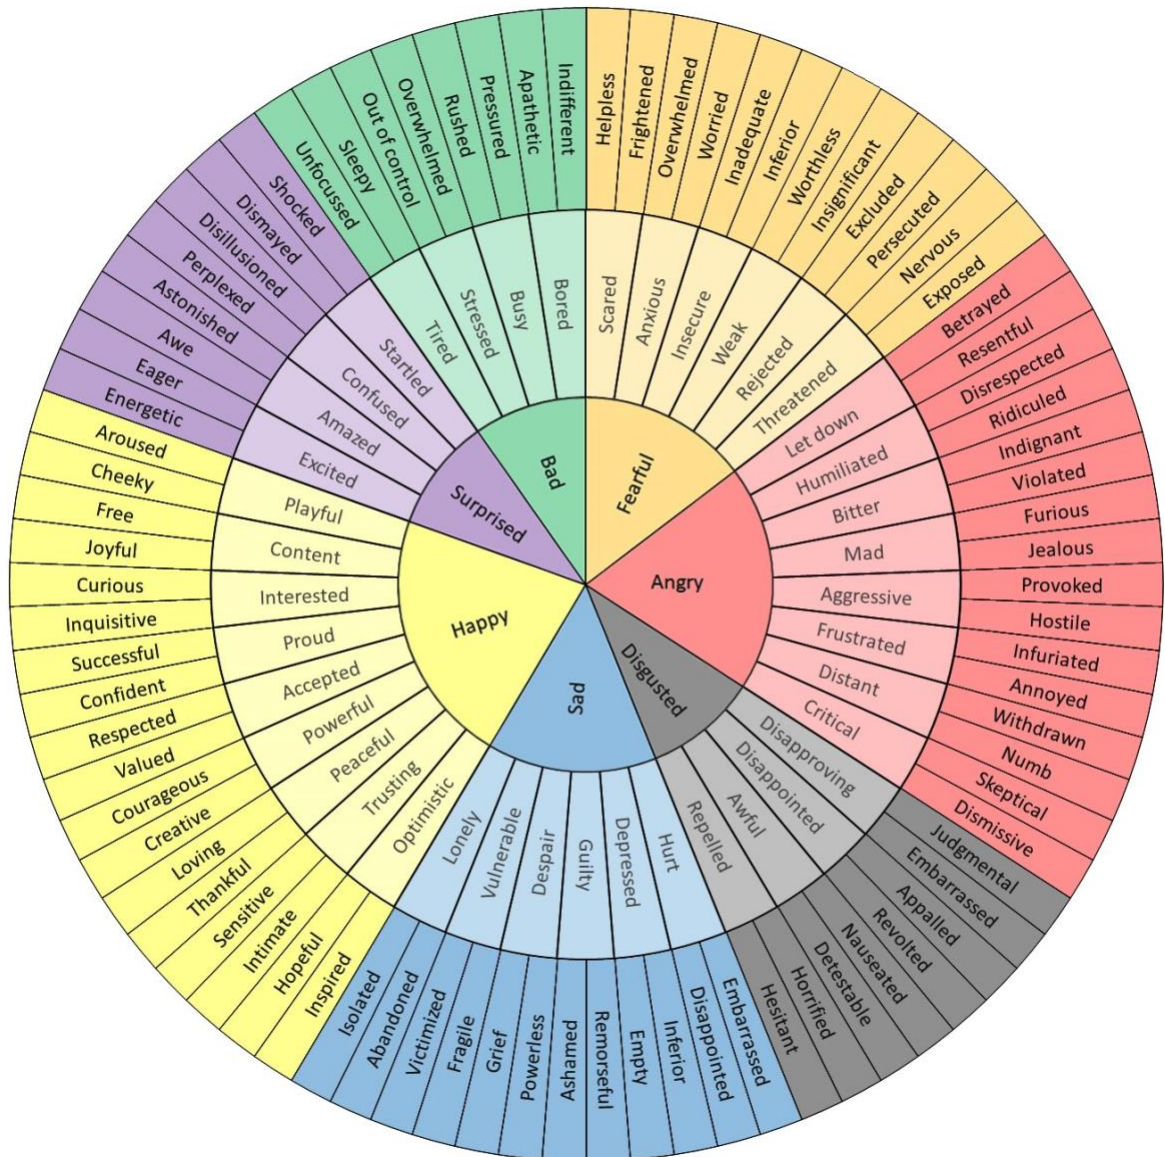 Fearful
Angry
Disgusted
Sad
Happy
Surprised
Bad
Scared
Anxious
Insecure
Weak
Rejected
Threatened
Let down
Humiliated
Bitter
Mad
Aggressive
Frustrated
Distant
Critical
Disapproving
Disappointed
Awful
Repelled
Hurt
Depressed
Guilty
Despair
Vulnerable
Lonely
Optimistic
Trusting
Peaceful
Powerful
Accepted
Proud
Interested
Content
Playful
Excited
Amazed
Confused
Startled
Tired
Stressed
Busy
Bored
Helpless
Frightened
Overwhelmed
Worried
Inadequate
Inferior
Worthless
Insignificant
Excluded
Persecuted
Nervous
Exposed
Betrayed
Resentful
Disrespected
Ridiculed
Indignant
Violated
Furious
Jealous
Provoked
Hostile
Infuriated
Annoyed
Withdrawn
Numb
Skeptical
Dismissive
Judgmental
Embarrassed
Appalled
Revolted
Nauseated
Detestable
Horrified
Hesitant
Embarrassed
Disappointed
Inferior
Empty
Remorseful
Ashamed
Powerless
Grief
Fragile
Victimized
Abandoned
Isolated
Inspired
Hopeful
Intimate
Sensitive
Thankful
Loving
Creative
Courageous
Valued
Respected
Confident
Successful
Inquisitive
Curious
Joyful
Free
Cheeky
Aroused
Energetic
Eager
Awe
Astonished
Perplexed
Disillusioned
Dismayed
Shocked
Unfocussed
Sleepy
Out of control
Overwhelmed
Rushed
Pressured
Apathetic
Indifferent